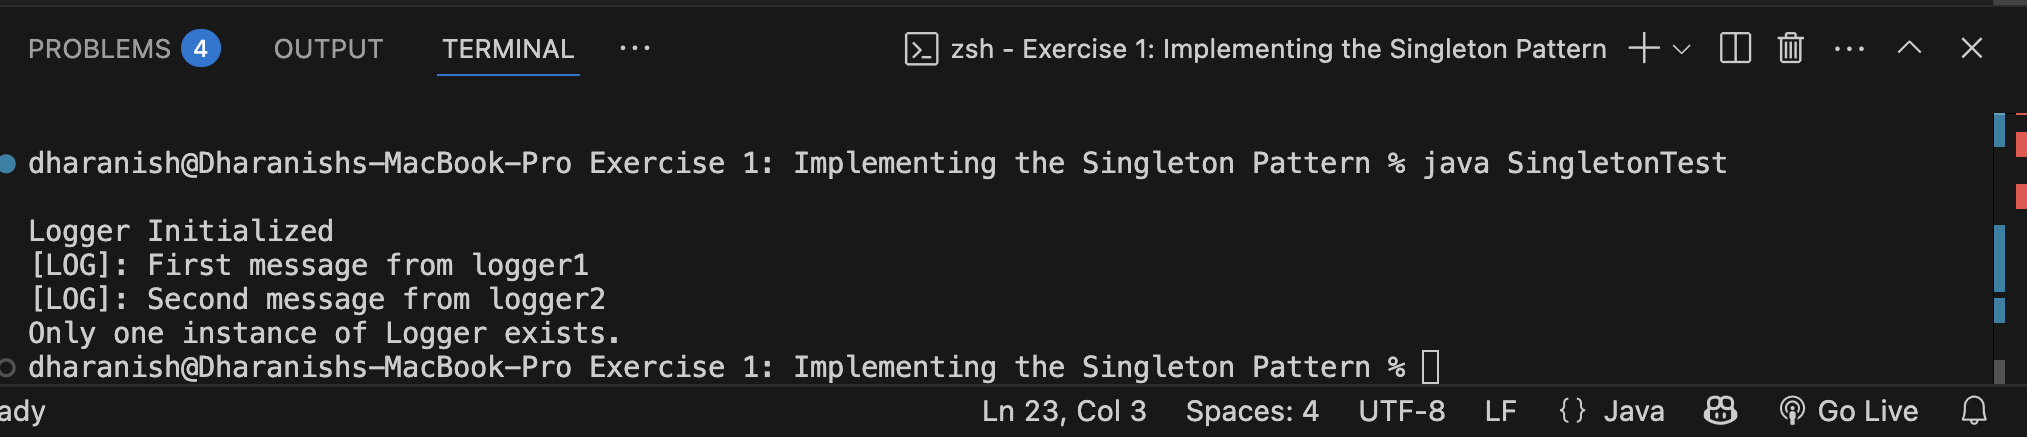 PROBLEMS 4 OUTPUT TERMINAL ··· zsh - Exercise 1: Implementing the Singleton Pattern
dharanish@Dharanishs-MacBook-Pro Exercise 1: Implementing the Singleton Pattern % java SingletonTest
Logger Initialized
[LOG]: First message from logger1
[LOG]: Second message from logger2
Only one instance of Logger exists.
dharanish@Dharanishs-MacBook-Pro Exercise 1: Implementing the Singleton Pattern %
ady Ln 23, Col 3 Spaces: 4 UTF-8 LF {} Java Go Live